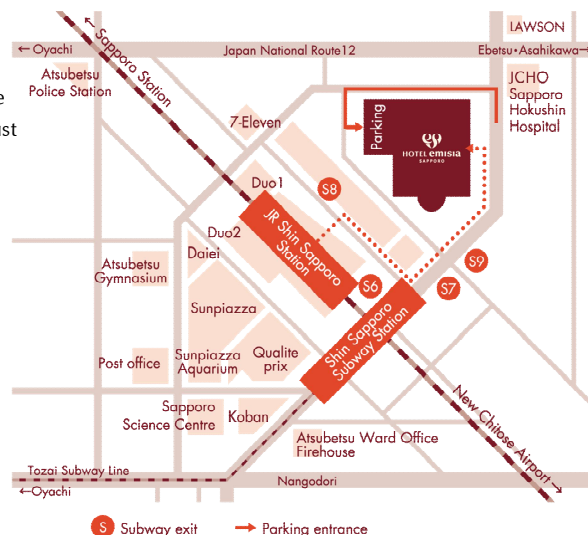 LAWSON
← Oyachi
Japan National Route12
Ebetsu•Asahikawa→
← Sapporo Station
Atsubetsu
Police Station
JCHO
Sapporo
Hokushin
Hospital
e
ust
7-Eleven
Parking
HOTEL emisia
SAPPORO
Duo1
S8
JR Shin Sapporo
Station
Duo2
Daiei
S9
S6
S7
Atsubetsu
Gymnasium
Sunpiazza
Shin Sapporo
Subway Station
Post office
Sunpiazza
Aquarium
Qualite
prix
New Chitose Airport→
Sapporo
Science Centre
Koban
Atsubetsu Ward Office
Firehouse
Tozai Subway Line
←Oyachi
Nangodori
S Subway exit
→ Parking entrance